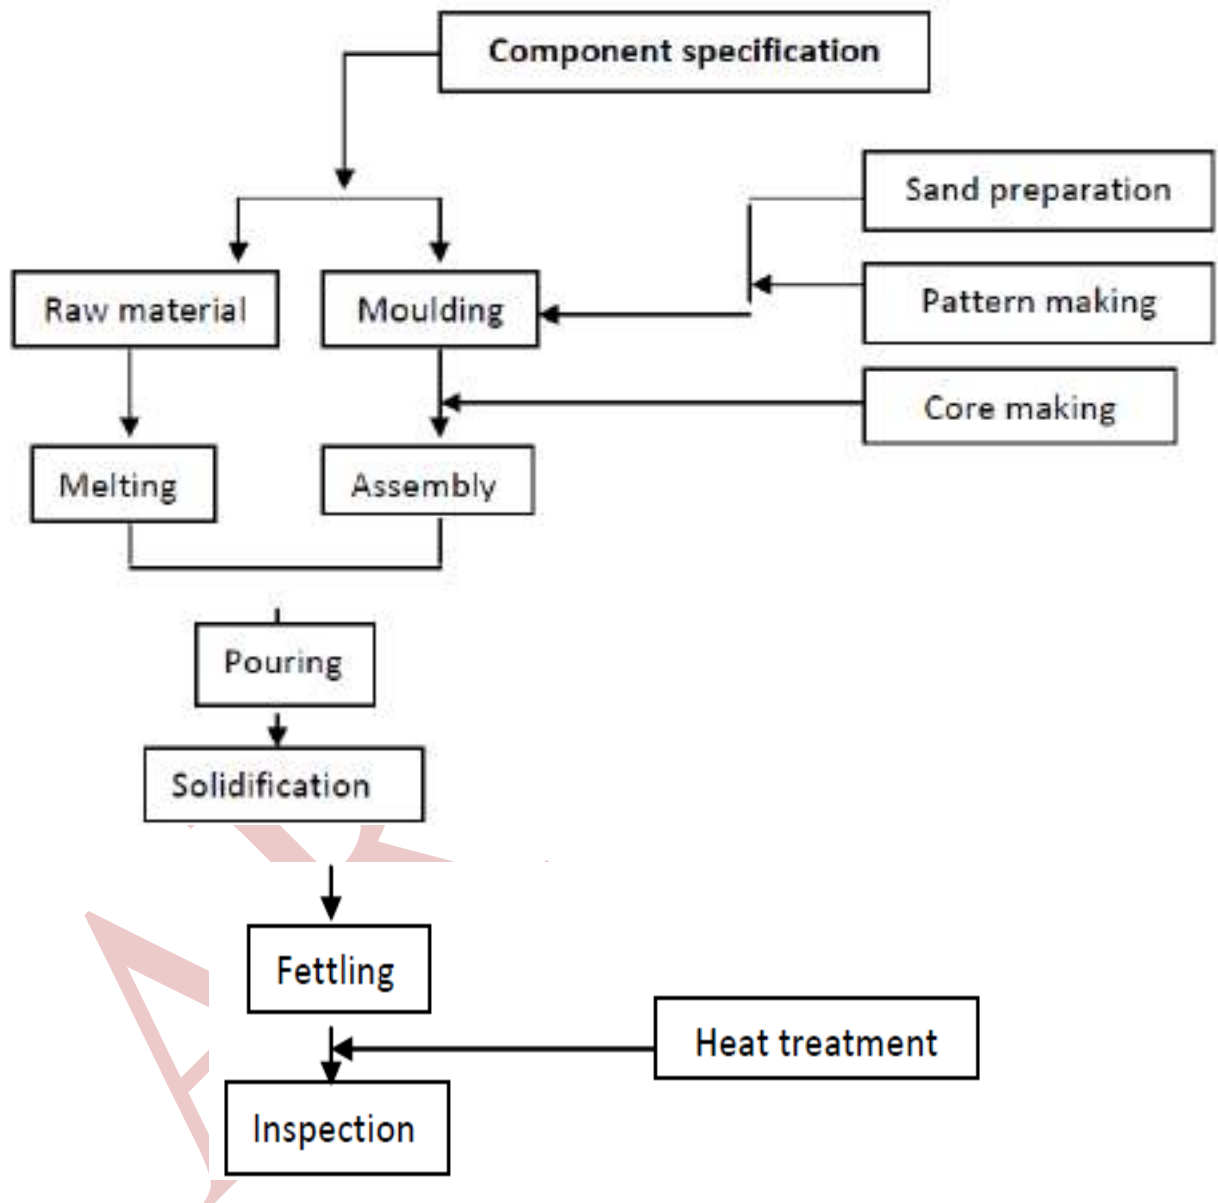 Component specification
Sand preparation
Raw material
Moulding
Pattern making
Core making
Melting
Assembly
Pouring
Solidification
Fettling
Heat treatment
Inspection